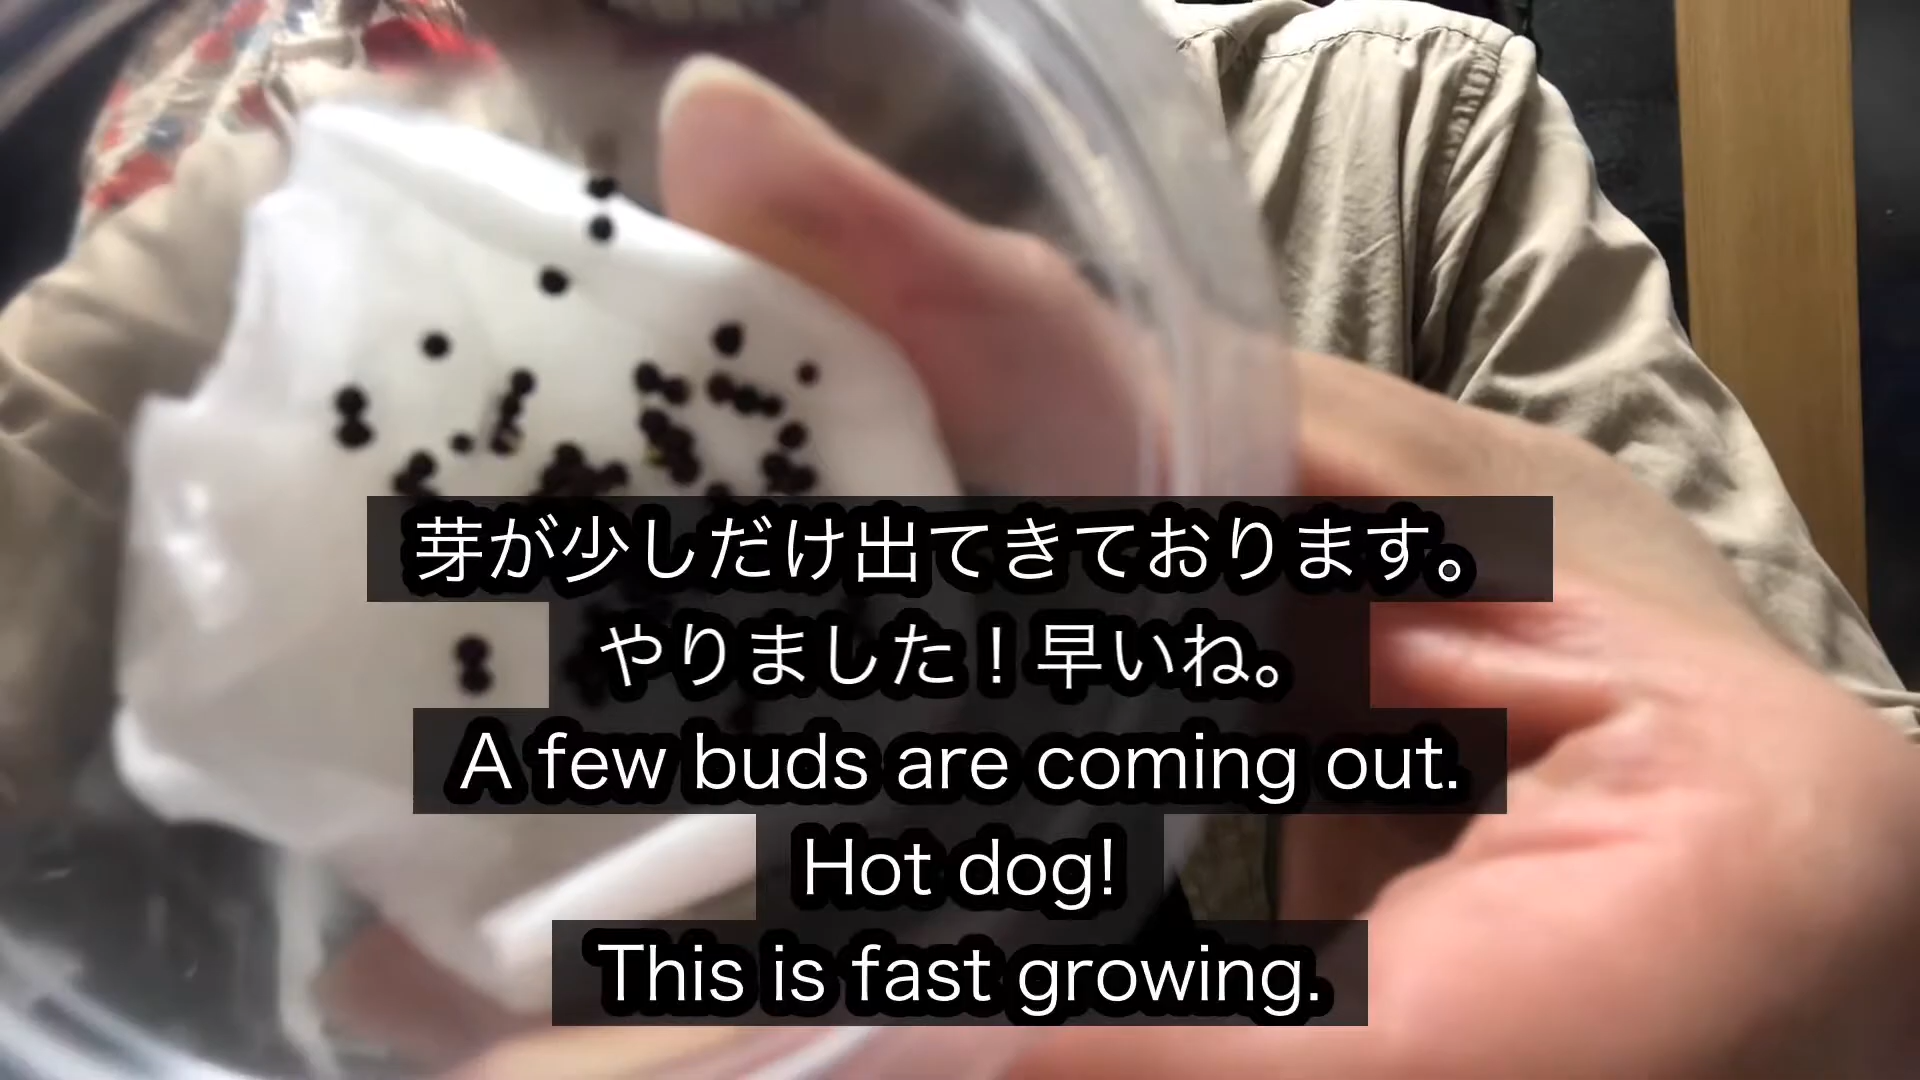 芽が少しだけ出てきております。
やりました！早いね。
A few buds are coming out.
Hot dog!
This is fast growing.